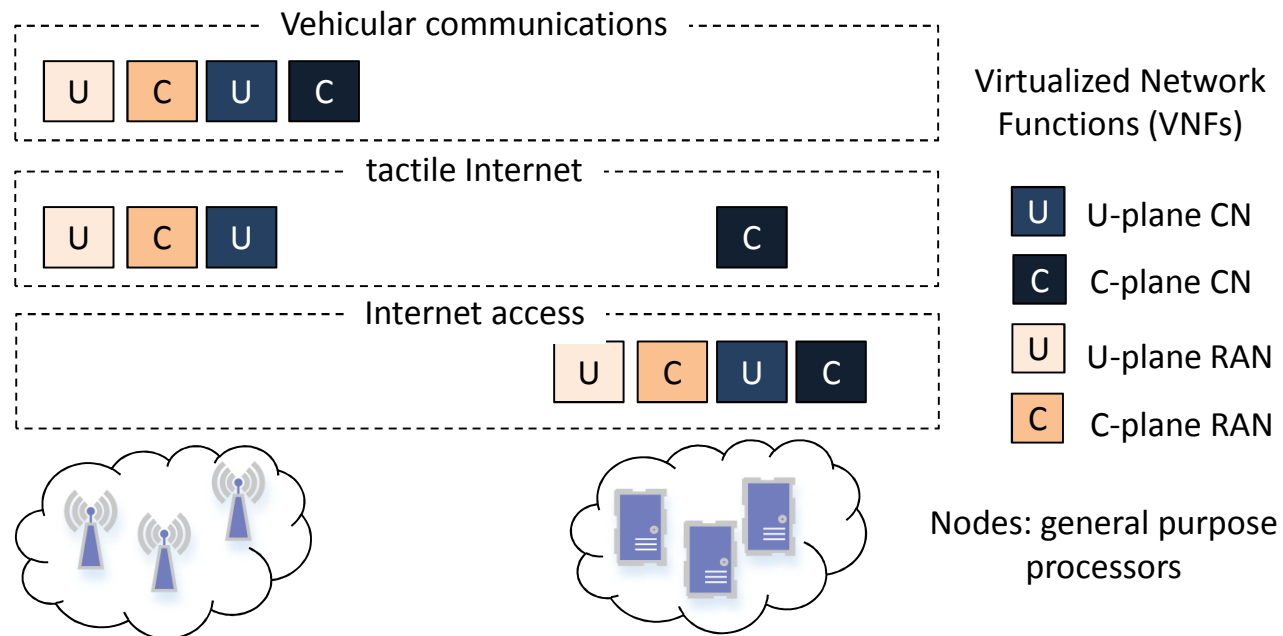 Vehicular communications
U C U C
tactile Internet
U C U C
Internet access
U C U C
Virtualized Network
Functions (VNFs)
U U-plane CN
C C-plane CN
U U-plane RAN
C C-plane RAN
Nodes: general purpose
processors